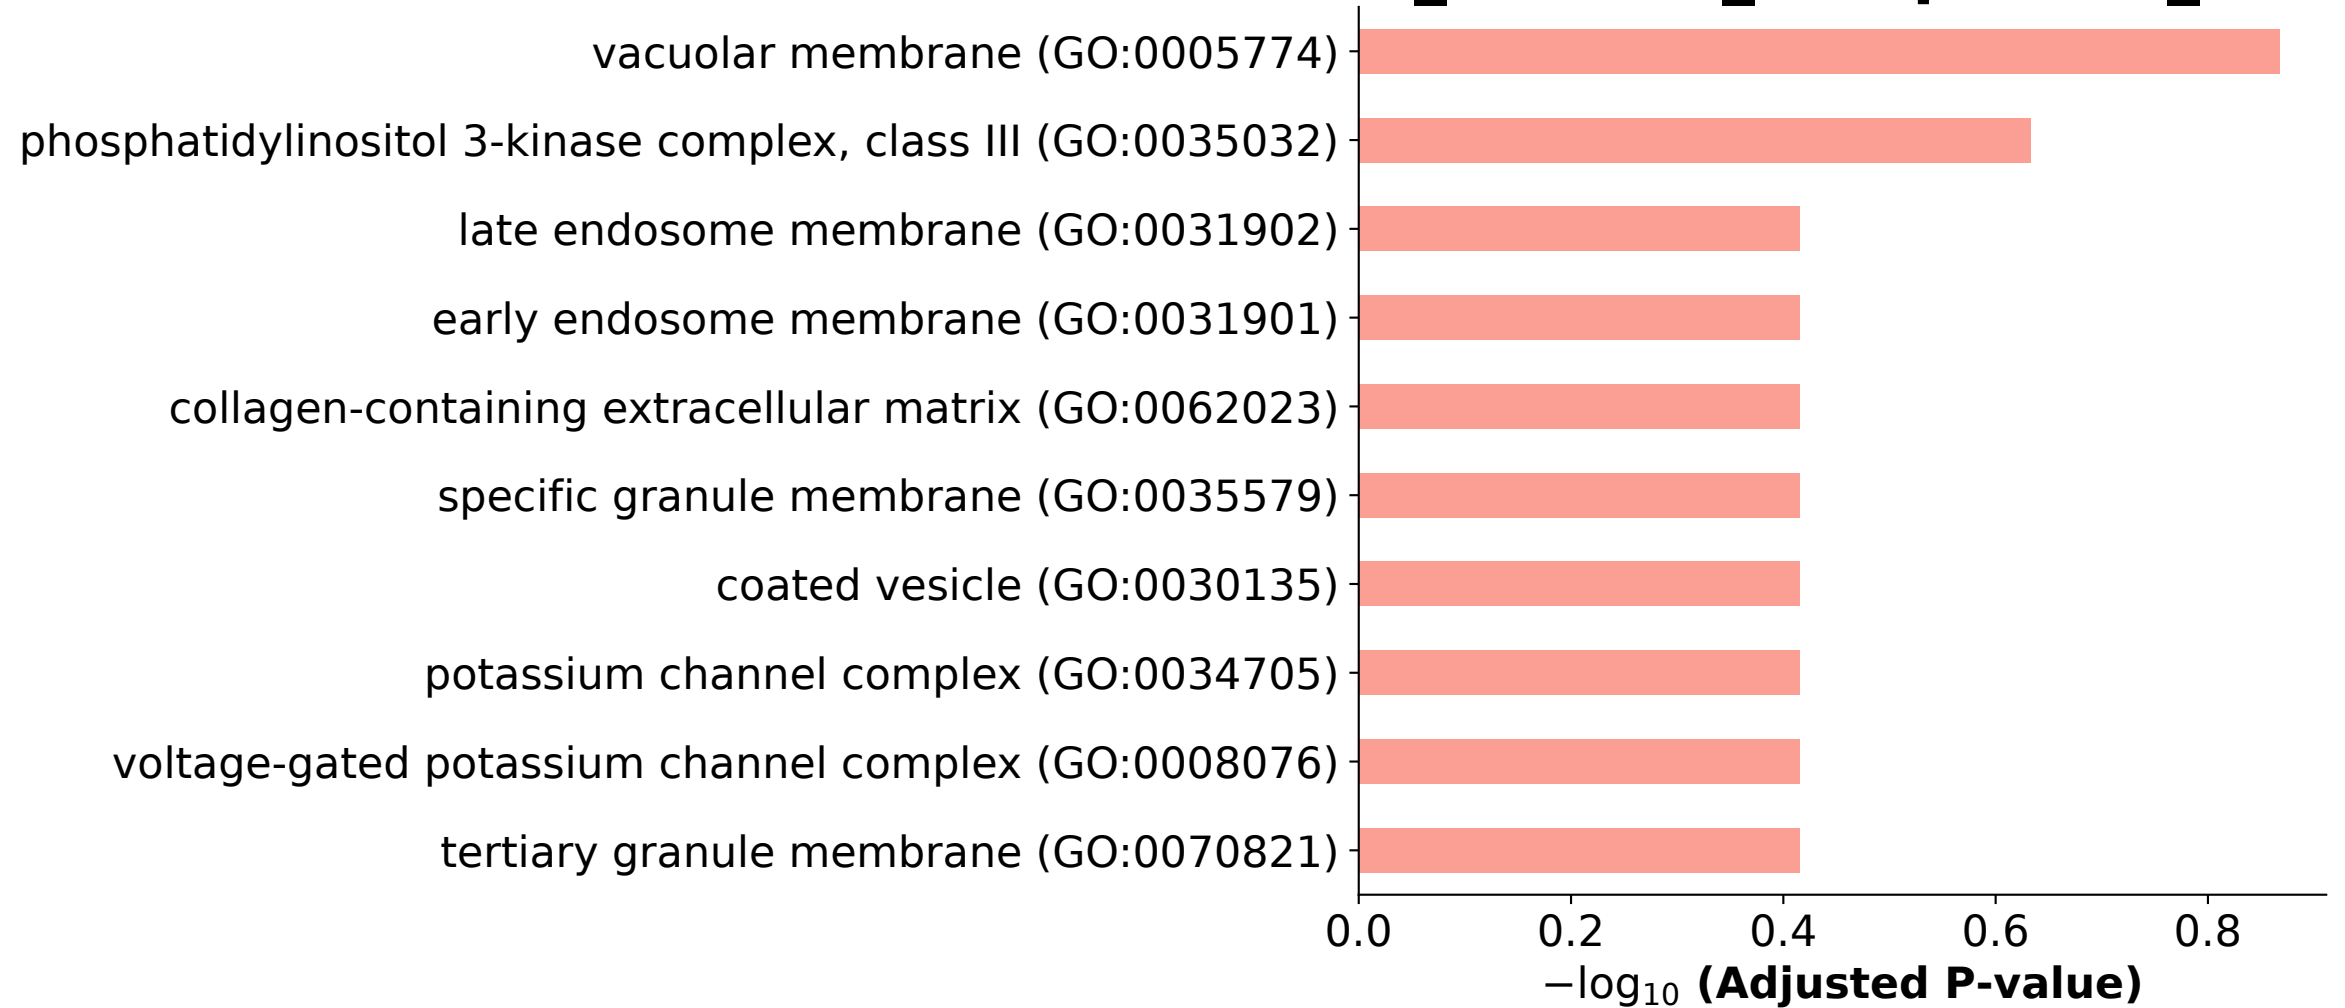 vacuolar membrane (GO:0005774)
phosphatidylinositol 3-kinase complex, class III (GO:0035032)
late endosome membrane (GO:0031902)
early endosome membrane (GO:0031901)
collagen-containing extracellular matrix (GO:0062023)
specific granule membrane (GO:0035579)
coated vesicle (GO:0030135)
potassium channel complex (GO:0034705)
voltage-gated potassium channel complex (GO:0008076)
tertiary granule membrane (GO:0070821)
0.0 0.2 0.4 0.6 0.8
−log₁₀ (Adjusted P-value)